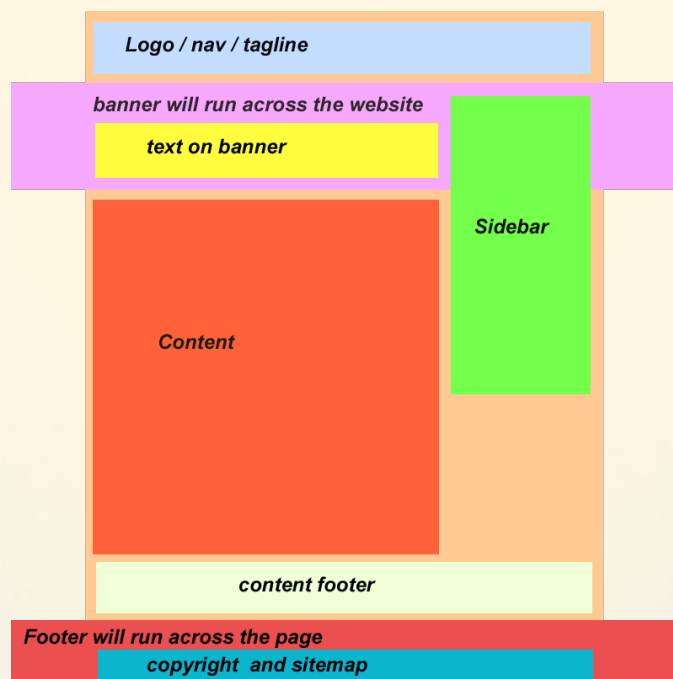 Logo / nav / tagline
banner will run across the website
text on banner
Sidebar
Content
content footer
Footer will run across the page
copyright  and sitemap